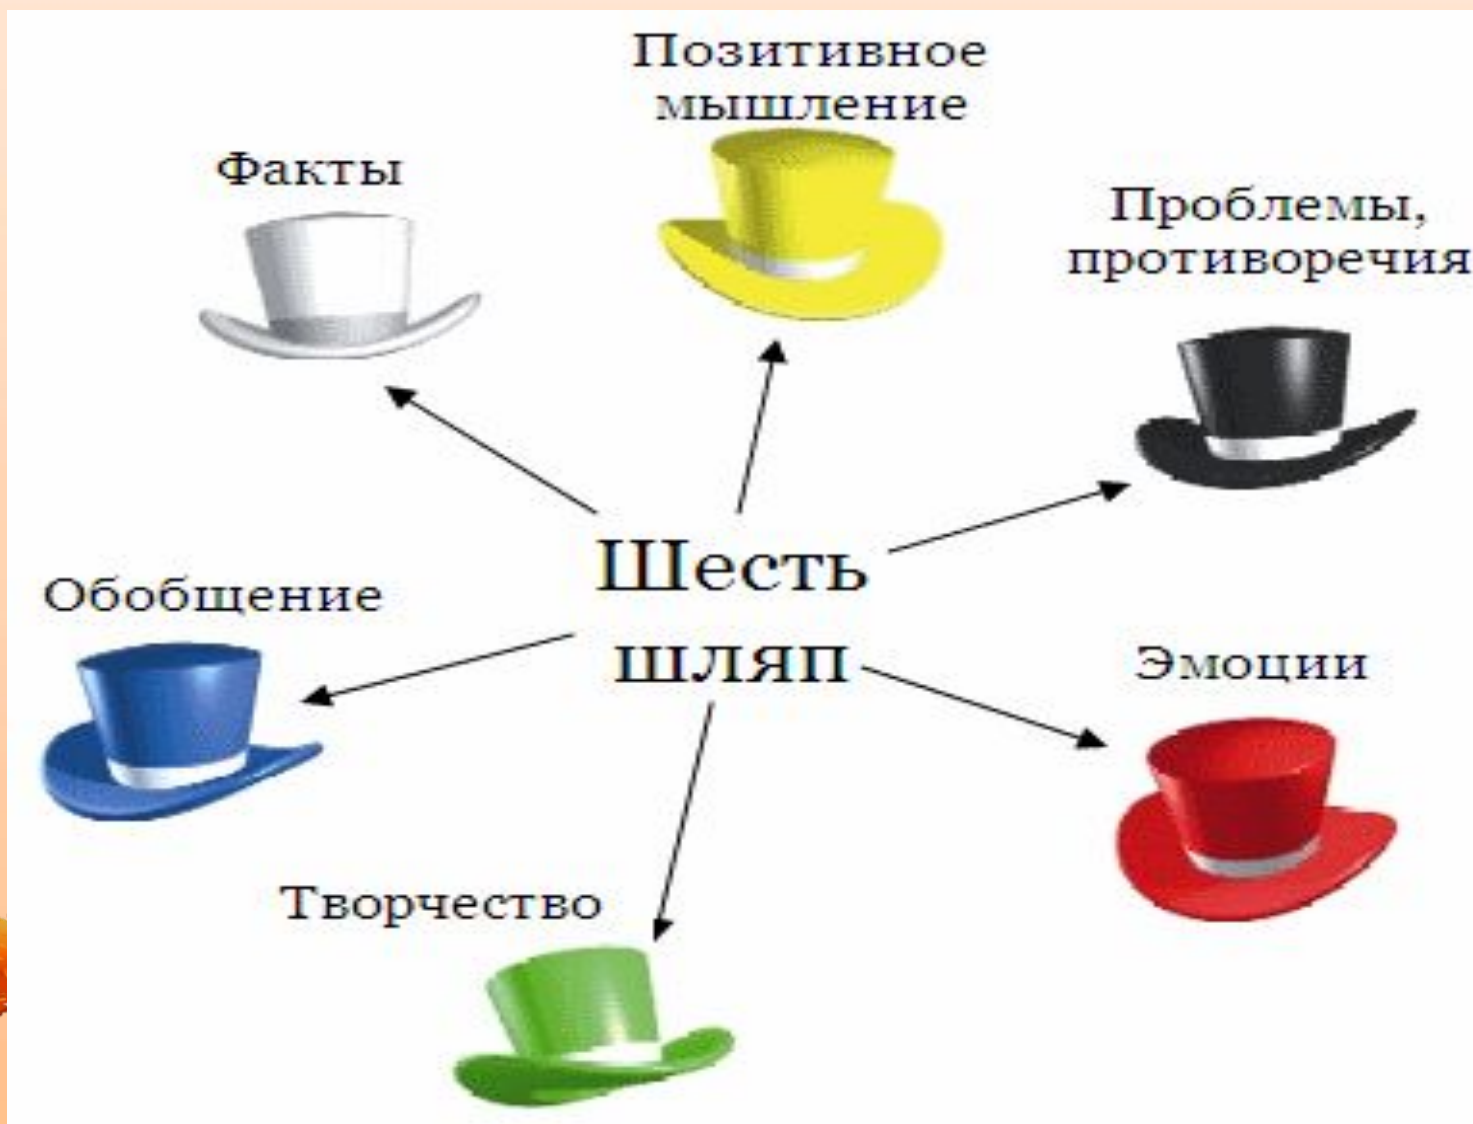 Позитивное
мышление
Факты
Проблемы,
противоречия
Шесть
шляп
Обобщение
Эмоции
Творчество